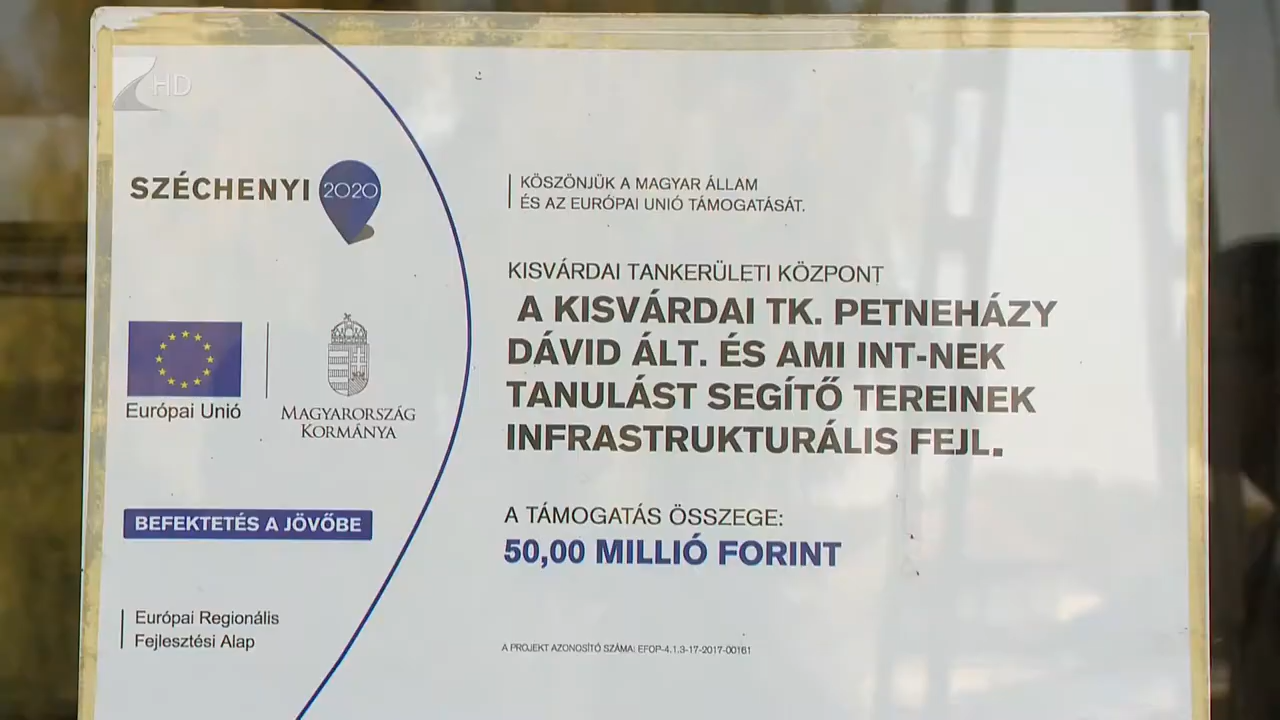 HD
SZÉCHENYI 2020
Európai Unió
MAGYARORSZÁG
KORMÁNYA
BEFEKTETÉS A JÖVŐBE
Európai Regionális
Fejlesztési Alap
KÖSZÖNJÜK A MAGYAR ÁLLAM
ÉS AZ EURÓPAI UNIÓ TÁMOGATÁSÁT.
KISVÁRDAI TANKERÜLETI KÖZPONT
A KISVÁRDAI TK. PETNEHÁZY
DÁVID ÁLT. ÉS AMI INT-NEK
TANULÁST SEGÍTŐ TEREINEK
INFRASTRUKTURÁLIS FEJL.
A TÁMOGATÁS ÖSSZEGE:
50,00 MILLIÓ FORINT
A PROJEKT AZONOSÍTÓ SZÁMA: EFOP-4.1.3-17-2017-00161